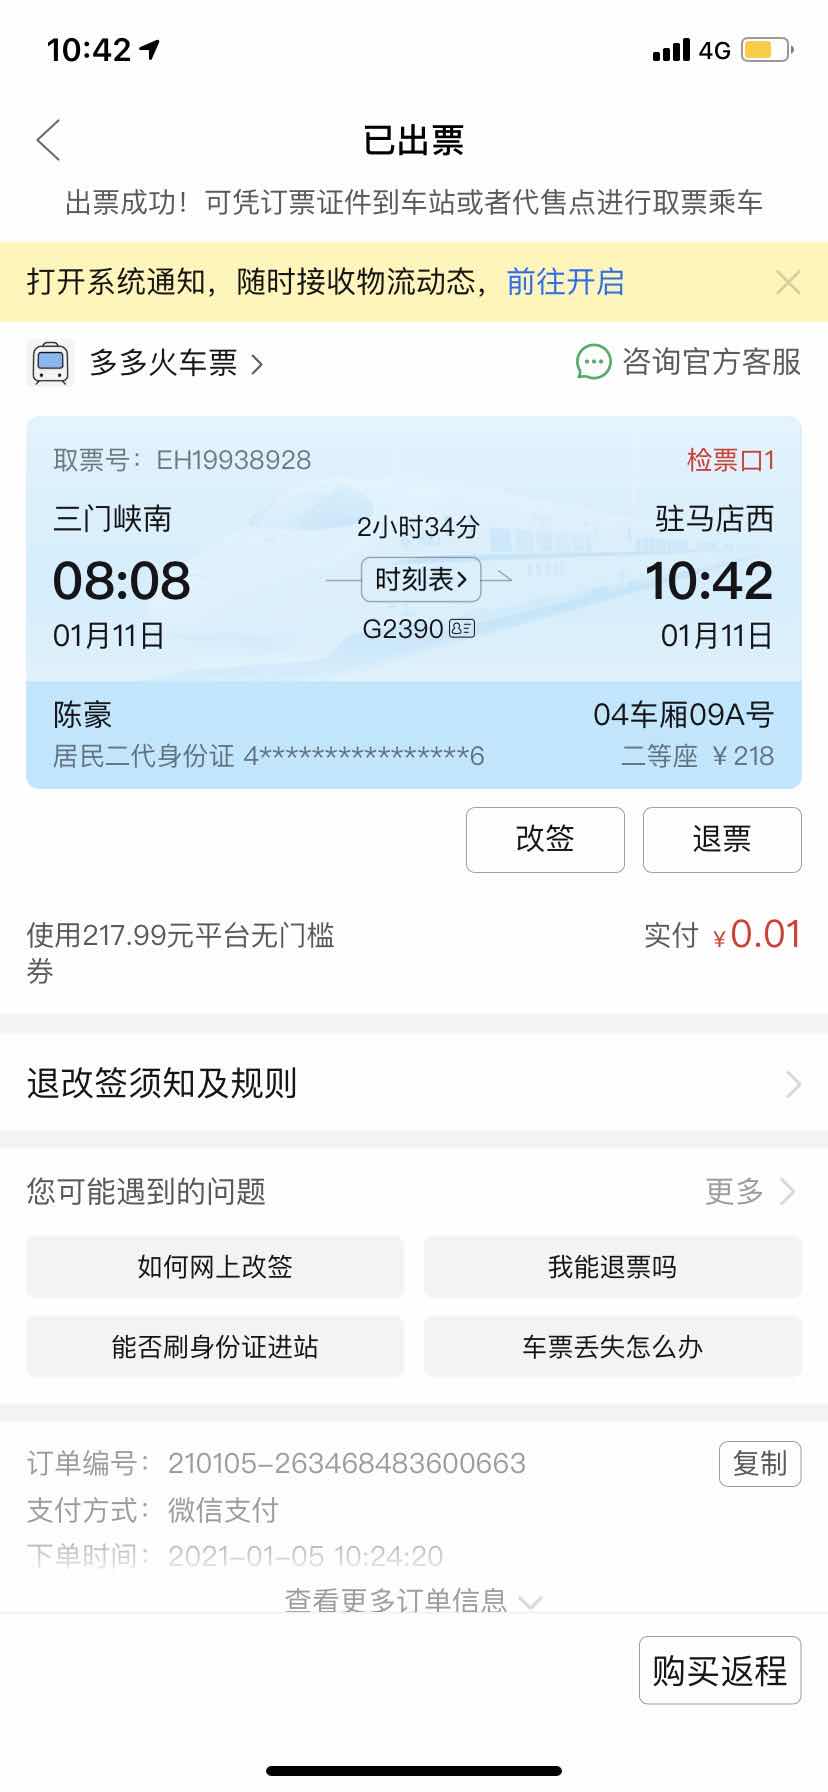 10:42 4G
已出票
出票成功！可凭订票证件到车站或者代售点进行取票乘车
打开系统通知，随时接收物流动态，前往开启
多多火车票 咨询官方客服
取票号：EH19938928 检票口1
三门峡南 2小时34分 驻马店西
08:08 时刻表 10:42
01月11日 G2390 01月11日
陈豪 04车厢09A号
居民二代身份证 4****************6 二等座 ¥218
改签 退票
使用217.99元平台无门槛 实付 ¥0.01
券
退改签须知及规则
您可能遇到的问题 更多
如何网上改签 我能退票吗
能否刷身份证进站 车票丢失怎么办
订单编号：210105-263468483600663 复制
支付方式：微信支付
下单时间：2021-01-05 10:24:20
查看更多订单信息
购买返程